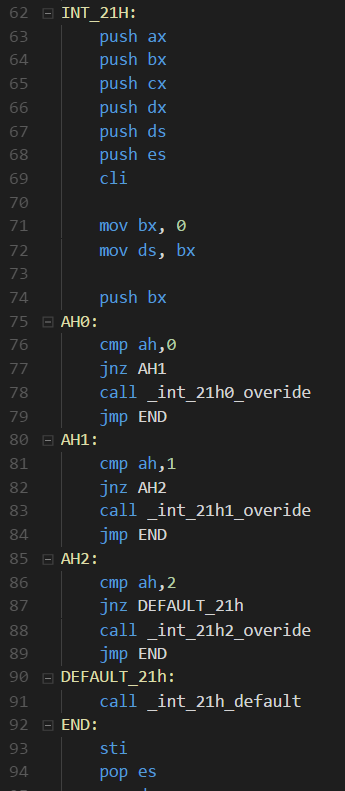 62 INT_21H:
63 push ax
64 push bx
65 push cx
66 push dx
67 push ds
68 push es
69 cli
70
71 mov bx, 0
72 mov ds, bx
73
74 push bx
75 AH0:
76 cmp ah,0
77 jnz AH1
78 call _int_21h0_overide
79 jmp END
80 AH1:
81 cmp ah,1
82 jnz AH2
83 call _int_21h1_overide
84 jmp END
85 AH2:
86 cmp ah,2
87 jnz DEFAULT_21h
88 call _int_21h2_overide
89 jmp END
90 DEFAULT_21h:
91 call _int_21h_default
92 END:
93 sti
94 pop es